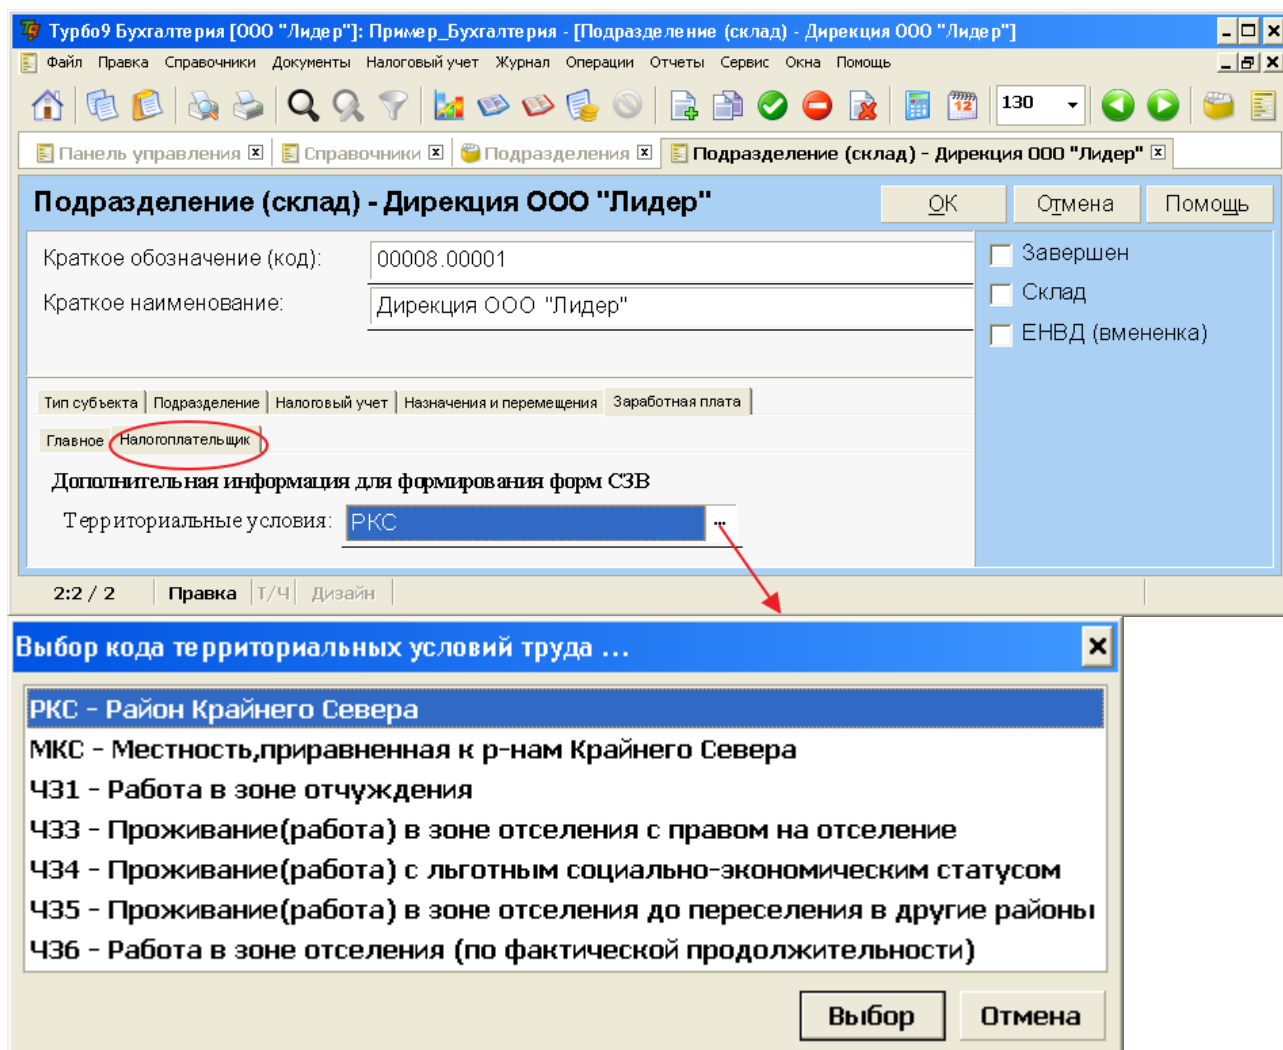 Турбо9 Бухгалтерия [ООО "Лидер"]: Пример_Бухгалтерия - [Подразделение (склад) - Дирекция ООО "Лидер"]
Файл Правка Справочники Документы Налоговый учет Журнал Операции Отчеты Сервис Окна Помощь
12 130
Панель управления Справочники Подразделения Подразделение (склад) - Дирекция ООО "Лидер"
Подразделение (склад) - Дирекция ООО "Лидер" ОК Отмена Помощь
Краткое обозначение (код): 00008.00001 Завершен
Краткое наименование: Дирекция ООО "Лидер" Склад
ЕНВД (вмененка)
Тип субъекта Подразделение Налоговый учет Назначения и перемещения Заработная плата
Главное Налогоплательщик
Дополнительная информация для формирования форм СЗВ
Территориальные условия: РКС ...
2:2 / 2 Правка Т/Ч Дизайн
Выбор кода территориальных условий труда ...
РКС - Район Крайнего Севера
МКС - Местность,приравненная к р-нам Крайнего Севера
ЧЗ1 - Работа в зоне отчуждения
ЧЗ3 - Проживание(работа) в зоне отселения с правом на отселение
ЧЗ4 - Проживание(работа) с льготным социально-экономическим статусом
ЧЗ5 - Проживание(работа) в зоне отселения до переселения в другие районы
ЧЗ6 - Работа в зоне отселения (по фактической продолжительности)
Выбор Отмена